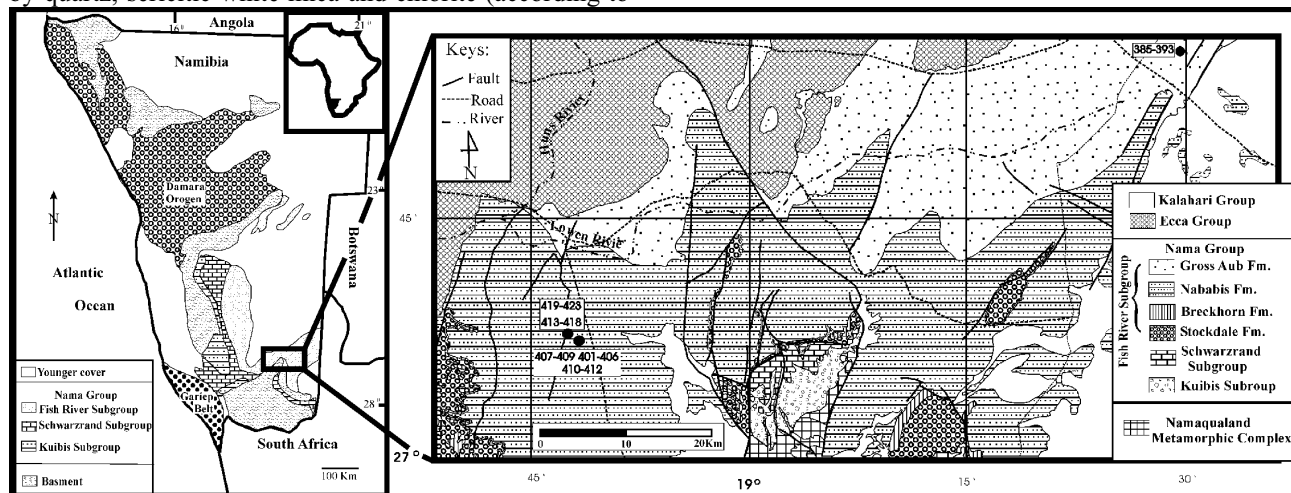 by quartz, sericitic white mica and chlorite (according to
16°
Angola
21°
Namibia
Damara
Orogen
23°
N
Botswana
Atlantic
Ocean
Gariep
Belt
28°
South Africa
100 Km
Younger cover
Nama Group
Fish River Subgroup
Schwarzrand Subgroup
Kuibis Subgroup
Basment
Keys:
Fault
Road
River
N
385-393
45`
419-423
413-418
407-409 401-406
410-412
0 10 20Km
27°
45`
19°
15`
30`
Kalahari Group
Ecca Group
Nama Group
Fish River Subgroup
Gross Aub Fm.
Nababis Fm.
Breckhorn Fm.
Stockdale Fm.
Schwarzrand
Subgroup
Kuibis Subroup
Namaqualand
Metamorphic Complex